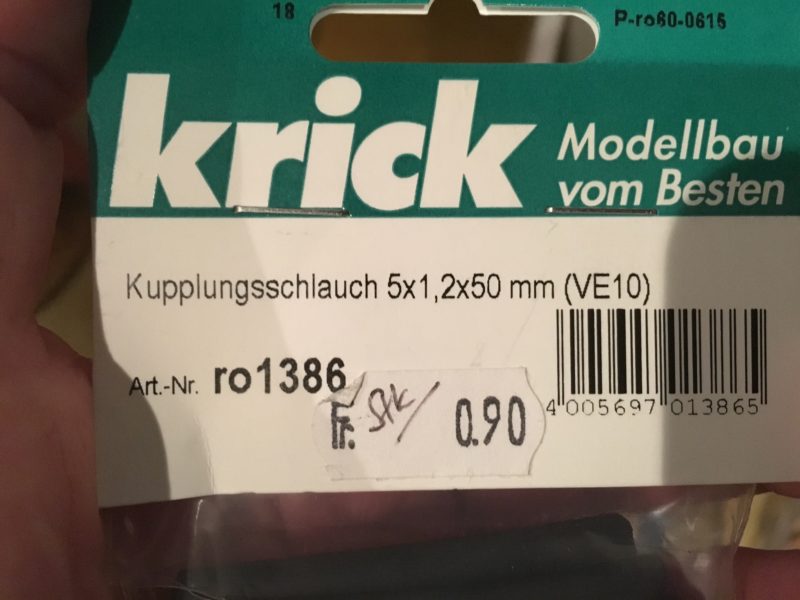 18
P-ro60-0615
krick
Modellbau
vom Besten
Kupplungsschlauch 5x1,2x50 mm (VE10)
Art.-Nr. ro1386
Fr. Stk/ 0.90
4 005697 013865